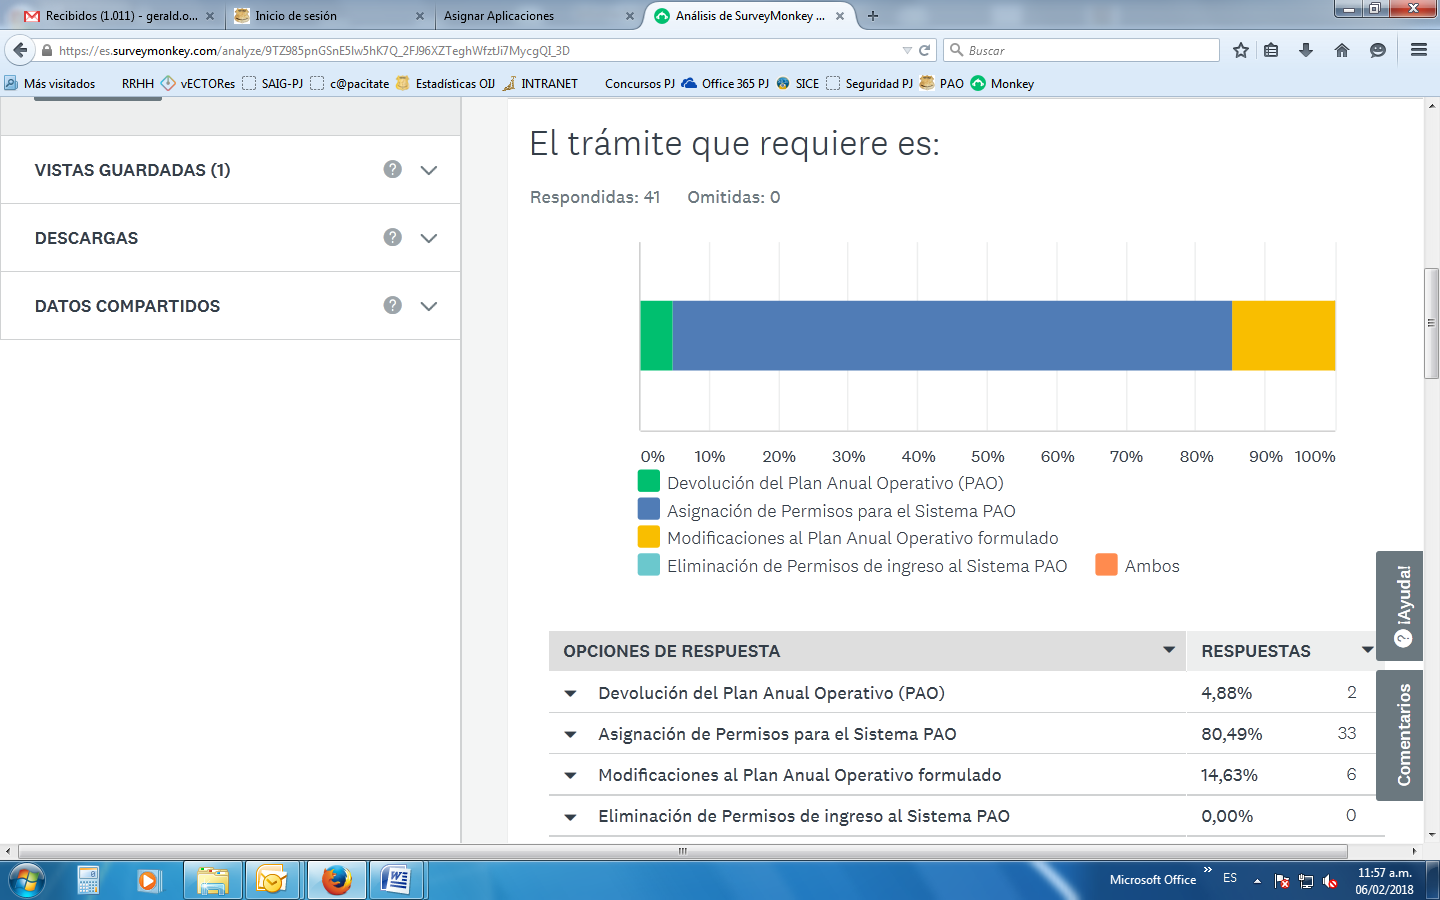 Recibidos (1.011) - gerald.o...
Inicio de sesión
Asignar Aplicaciones
Análisis de SurveyMonkey ...
https://es.surveymonkey.com/analyze/9TZ985pnGSnE5Iw5hK7Q_2FJ96XZTeghWfztJi7MycgQI_3D
Buscar
Más visitados
RRHH
vECTORes
SAIG-PJ
c@pacitate
Estadísticas OIJ
INTRANET
Concursos PJ
Office 365 PJ
SICE
Seguridad PJ
PAO
Monkey
VISTAS GUARDADAS (1)
DESCARGAS
DATOS COMPARTIDOS
El trámite que requiere es:
Respondidas: 41 Omitidas: 0
0% 10% 20% 30% 40% 50% 60% 70% 80% 90% 100%
Devolución del Plan Anual Operativo (PAO)
Asignación de Permisos para el Sistema PAO
Modificaciones al Plan Anual Operativo formulado
Eliminación de Permisos de ingreso al Sistema PAO Ambos
OPCIONES DE RESPUESTA RESPUESTAS
Devolución del Plan Anual Operativo (PAO) 4,88% 2
Asignación de Permisos para el Sistema PAO 80,49% 33
Modificaciones al Plan Anual Operativo formulado 14,63% 6
Eliminación de Permisos de ingreso al Sistema PAO 0,00% 0
? ¡Ayuda!
Comentarios
Microsoft Office
ES
11:57 a.m.
06/02/2018